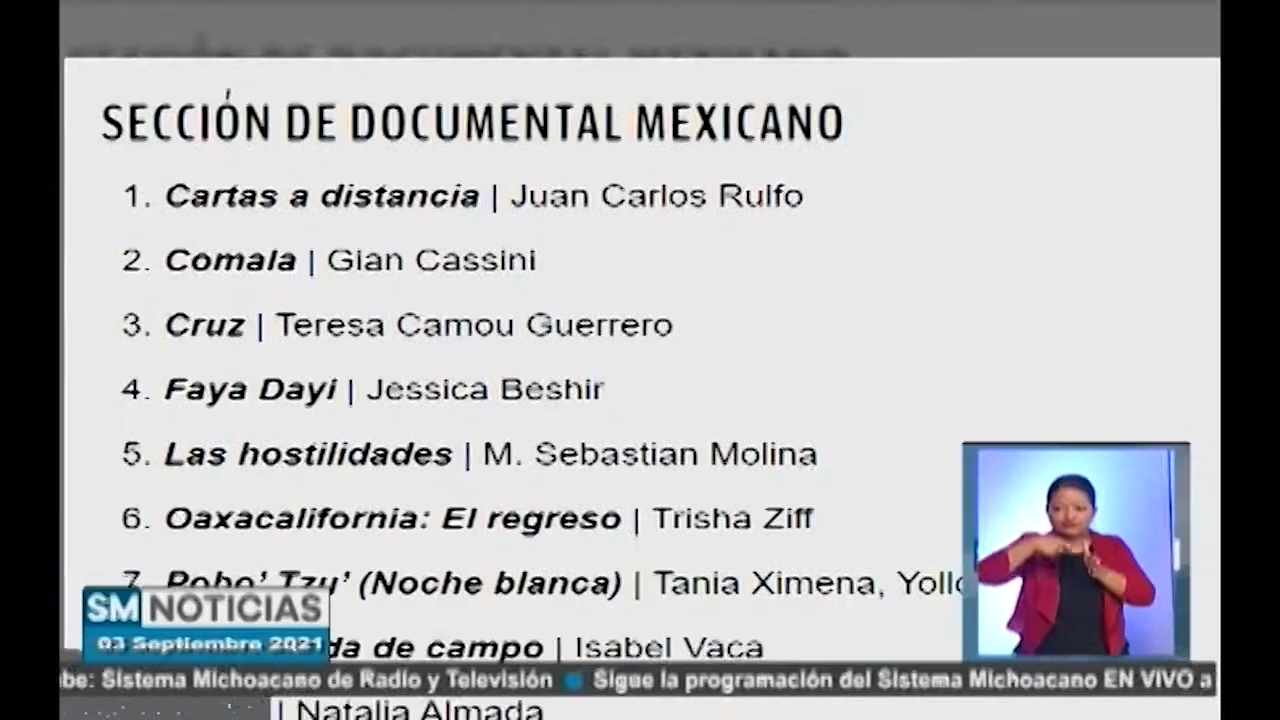 SECCIÓN DE DOCUMENTAL MEXICANO
1. Cartas a distancia | Juan Carlos Rulfo
2. Comala | Gian Cassini
3. Cruz | Teresa Camou Guerrero
4. Faya Dayi | Jessica Beshir
5. Las hostilidades | M. Sebastian Molina
6. Oaxacalifornia: El regreso | Trisha Ziff
7. Pobo' Tzu' (Noche blanca) | Tania Ximena,
de campo | Isabel Vaca
| Natalia Almada
SM NOTICIAS
03 Septiembre 2021
Sistema Michoacano de Radio y Televisión Sigue la programación del Sistema Michoacano EN VIVO a